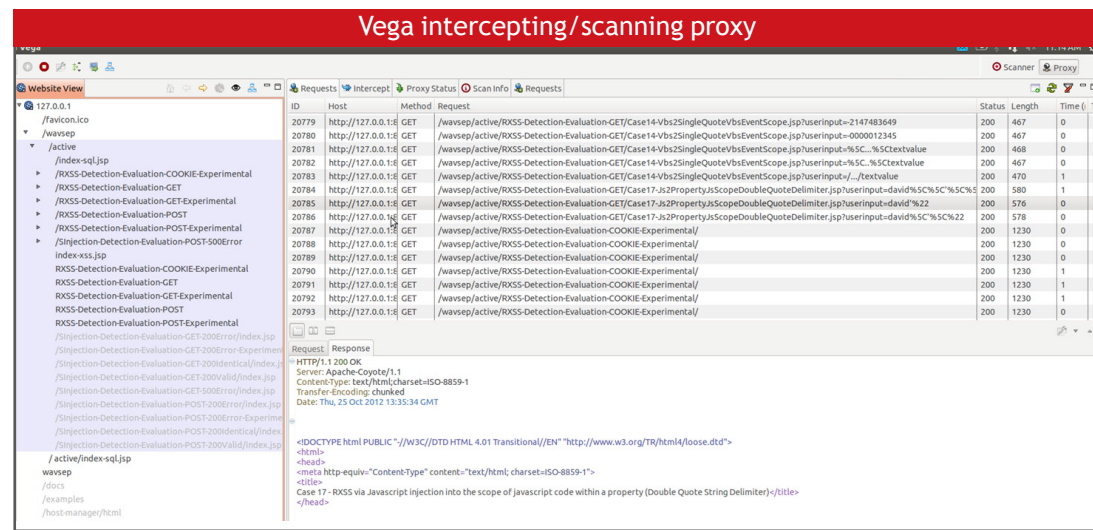 Vega intercepting/scanning proxy
Vega
11:14 AM
Scanner Proxy
Website View
127.0.0.1
/favicon.ico
/wavsep
/active
/index-sql.jsp
/RXSS-Detection-Evaluation-COOKIE-Experimental
/RXSS-Detection-Evaluation-GET
/RXSS-Detection-Evaluation-GET-Experimental
/RXSS-Detection-Evaluation-POST
/RXSS-Detection-Evaluation-POST-Experimental
/SInjection-Detection-Evaluation-POST-500Error
index-xss.jsp
RXSS-Detection-Evaluation-COOKIE-Experimental
RXSS-Detection-Evaluation-GET
RXSS-Detection-Evaluation-GET-Experimental
RXSS-Detection-Evaluation-POST
RXSS-Detection-Evaluation-POST-Experimental
/SInjection-Detection-Evaluation-GET-200Error/index.jsp
/SInjection-Detection-Evaluation-GET-200Error-Experimen
/SInjection-Detection-Evaluation-GET-200Identical/index.js
/SInjection-Detection-Evaluation-GET-200Valid/index.jsp
/SInjection-Detection-Evaluation-GET-500Error/index.jsp
/SInjection-Detection-Evaluation-POST-200Error/index.jsp
/SInjection-Detection-Evaluation-POST-200Error-Experime
/SInjection-Detection-Evaluation-POST-200Identical/index.
/SInjection-Detection-Evaluation-POST-200Valid/index.jsp
/ active/index-sql.jsp
wavsep
/docs
/examples
/host-manager/html
Requests Intercept Proxy Status Scan Info Requests
ID Host Method Request Status Length Time (
20779 http://127.0.0.1:8 GET /wavsep/active/RXSS-Detection-Evaluation-GET/Case14-Vbs2SingleQuoteVbsEventScope.jsp?userinput=-2147483649 200 467 0
20780 http://127.0.0.1:8 GET /wavsep/active/RXSS-Detection-Evaluation-GET/Case14-Vbs2SingleQuoteVbsEventScope.jsp?userinput=-0000012345 200 467 0
20781 http://127.0.0.1:8 GET /wavsep/active/RXSS-Detection-Evaluation-GET/Case14-Vbs2SingleQuoteVbsEventScope.jsp?userinput=%5C...%5Ctextvalue 200 468 0
20782 http://127.0.0.1:8 GET /wavsep/active/RXSS-Detection-Evaluation-GET/Case14-Vbs2SingleQuoteVbsEventScope.jsp?userinput=%5C..%5Ctextvalue 200 467 0
20783 http://127.0.0.1:8 GET /wavsep/active/RXSS-Detection-Evaluation-GET/Case14-Vbs2SingleQuoteVbsEventScope.jsp?userinput=/.../textvalue 200 470 1
20784 http://127.0.0.1:8 GET /wavsep/active/RXSS-Detection-Evaluation-GET/Case17-Js2PropertyJsScopeDoubleQuoteDelimiter.jsp?userinput=david%5C%5C'%5C%5 200 580 1
20785 http://127.0.0.1:8 GET /wavsep/active/RXSS-Detection-Evaluation-GET/Case17-Js2PropertyJsScopeDoubleQuoteDelimiter.jsp?userinput=david'%22 200 576 0
20786 http://127.0.0.1:8 GET /wavsep/active/RXSS-Detection-Evaluation-GET/Case17-Js2PropertyJsScopeDoubleQuoteDelimiter.jsp?userinput=david%5C'%5C%22 200 578 0
20787 http://127.0.0.1:8 GET /wavsep/active/RXSS-Detection-Evaluation-COOKIE-Experimental/ 200 1230 0
20788 http://127.0.0.1:8 GET /wavsep/active/RXSS-Detection-Evaluation-COOKIE-Experimental/ 200 1230 0
20789 http://127.0.0.1:8 GET /wavsep/active/RXSS-Detection-Evaluation-COOKIE-Experimental/ 200 1230 0
20790 http://127.0.0.1:8 GET /wavsep/active/RXSS-Detection-Evaluation-COOKIE-Experimental/ 200 1230 1
20791 http://127.0.0.1:8 GET /wavsep/active/RXSS-Detection-Evaluation-COOKIE-Experimental/ 200 1230 1
20792 http://127.0.0.1:8 GET /wavsep/active/RXSS-Detection-Evaluation-COOKIE-Experimental/ 200 1230 1
20793 http://127.0.0.1:8 GET /wavsep/active/RXSS-Detection-Evaluation-COOKIE-Experimental/ 200 1230 0
Request Response
HTTP/1.1 200 OK
Server: Apache-Coyote/1.1
Content-Type: text/html;charset=ISO-8859-1
Transfer-Encoding: chunked
Date: Thu, 25 Oct 2012 13:35:34 GMT
<!DOCTYPE html PUBLIC "-//W3C//DTD HTML 4.01 Transitional//EN" "http://www.w3.org/TR/html4/loose.dtd">
<html>
<head>
<meta http-equiv="Content-Type" content="text/html; charset=ISO-8859-1">
<title>
Case 17 - RXSS via Javascript injection into the scope of javascript code within a property (Double Quote String Delimiter)</title>
</head>